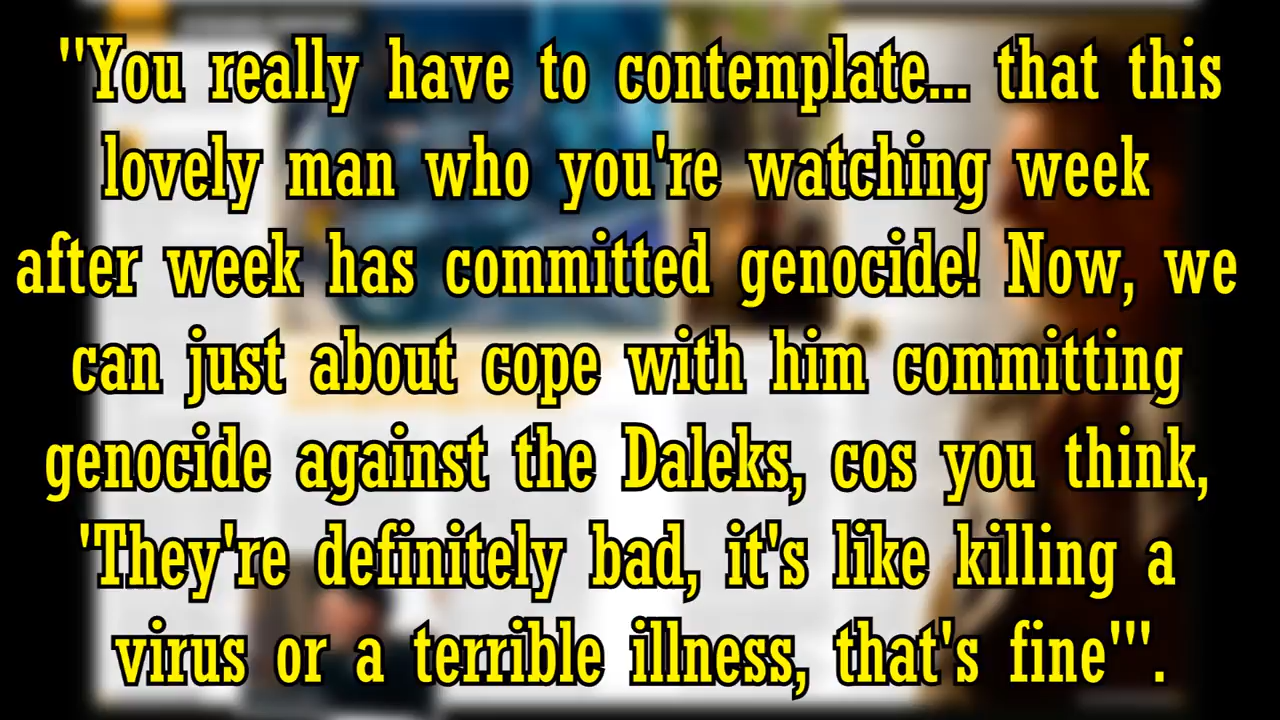 "You really have to contemplate... that this
lovely man who you're watching week
after week has committed genocide! Now, we
can just about cope with him committing
genocide against the Daleks, cos you think,
'They're definitely bad, it's like killing a
virus or a terrible illness, that's fine'".